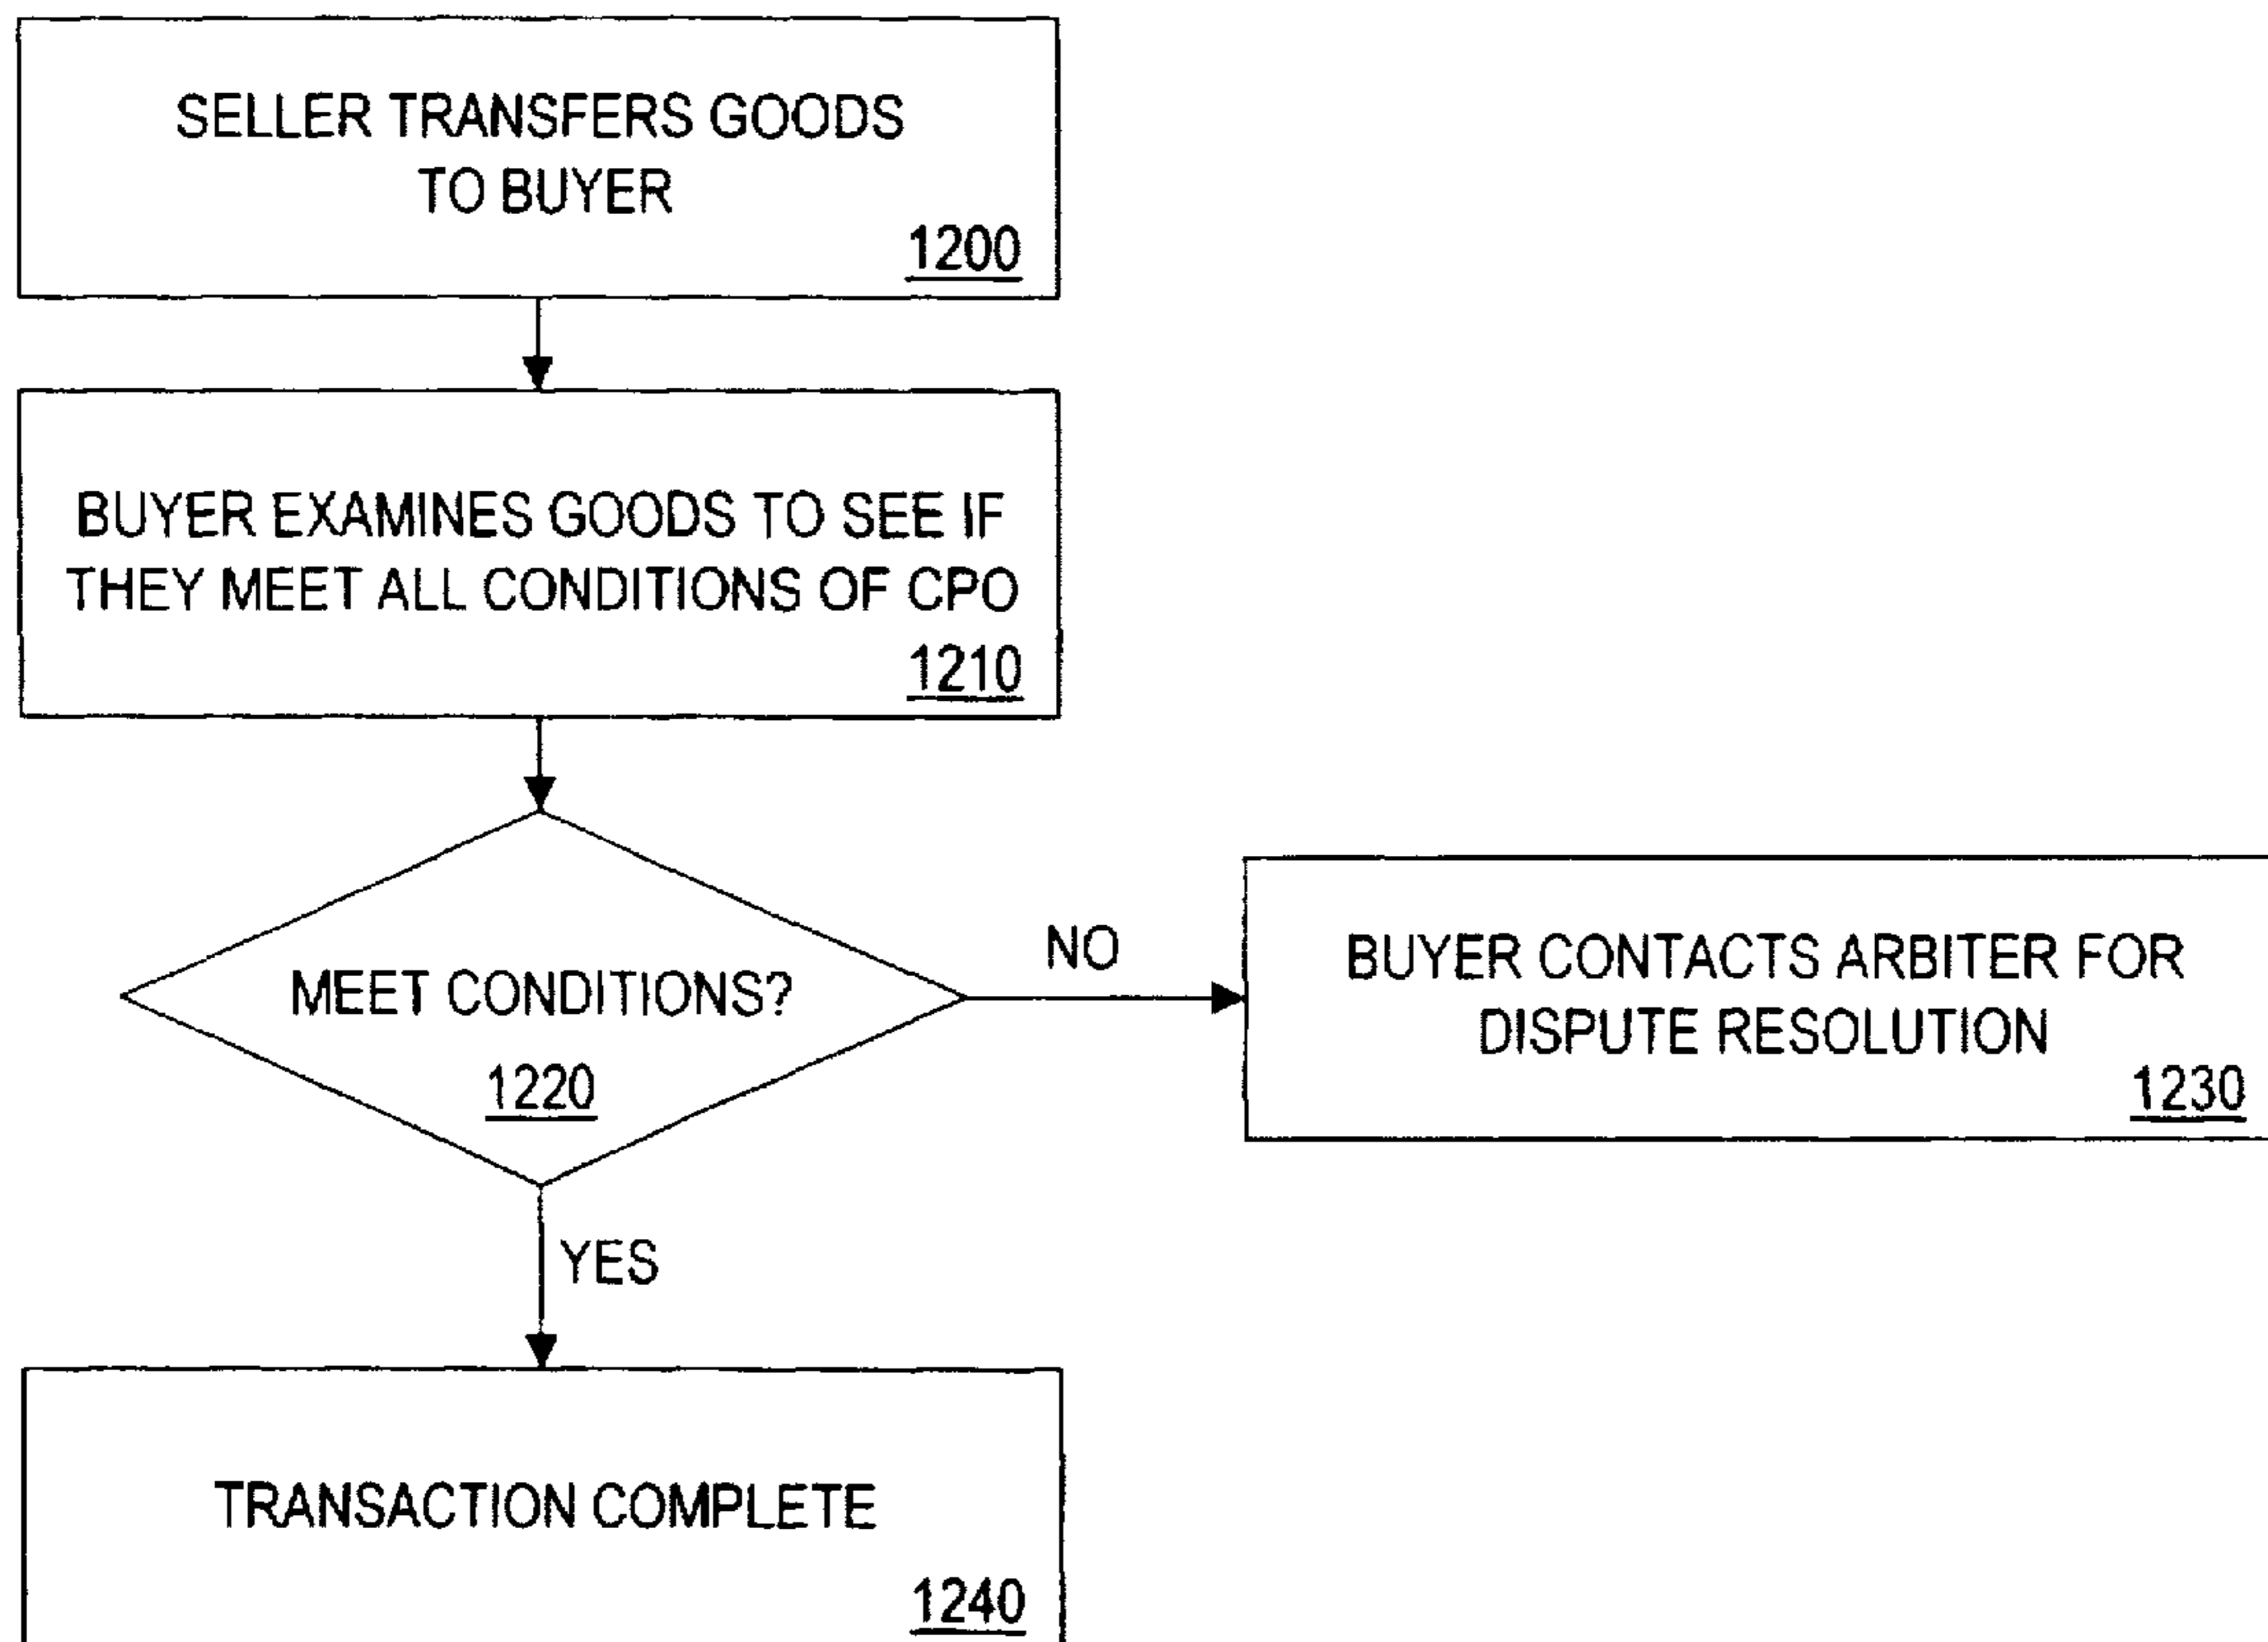 SELLER TRANSFERS GOODS
TO BUYER
1200
BUYER EXAMINES GOODS TO SEE IF
THEY MEET ALL CONDITIONS OF CPO
1210
MEET CONDITIONS?
1220
NO
BUYER CONTACTS ARBITER FOR
DISPUTE RESOLUTION
1230
YES
TRANSACTION COMPLETE
1240